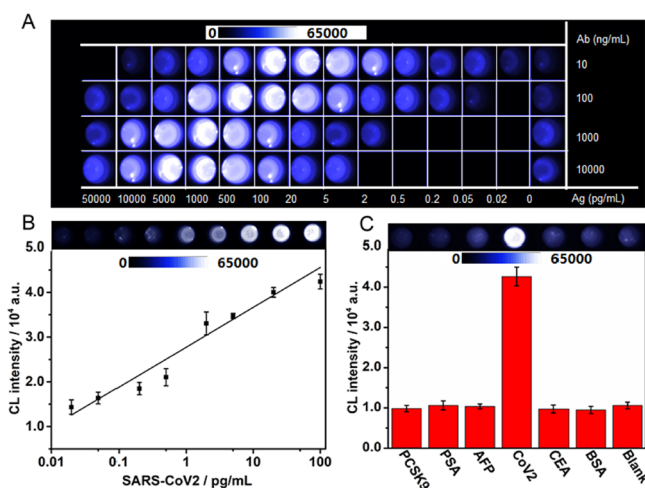 A
0 65000
Ab (ng/mL)
10
100
1000
10000
50000 10000 5000 1000 500 100 20 5 2 0.5 0.2 0.05 0.02 0 Ag (pg/mL)
B
0 65000
5.0
4.0
3.0
2.0
1.0
CL intensity / 10⁴ a.u.
0.01 0.1 1 10 100
SARS-CoV2 / pg/mL
C
0 65000
5.0
4.0
3.0
2.0
1.0
0.0
CL intensity / 10⁴ a.u.
PCSK9 PSA AFP CoV2 CEA BSA Blank